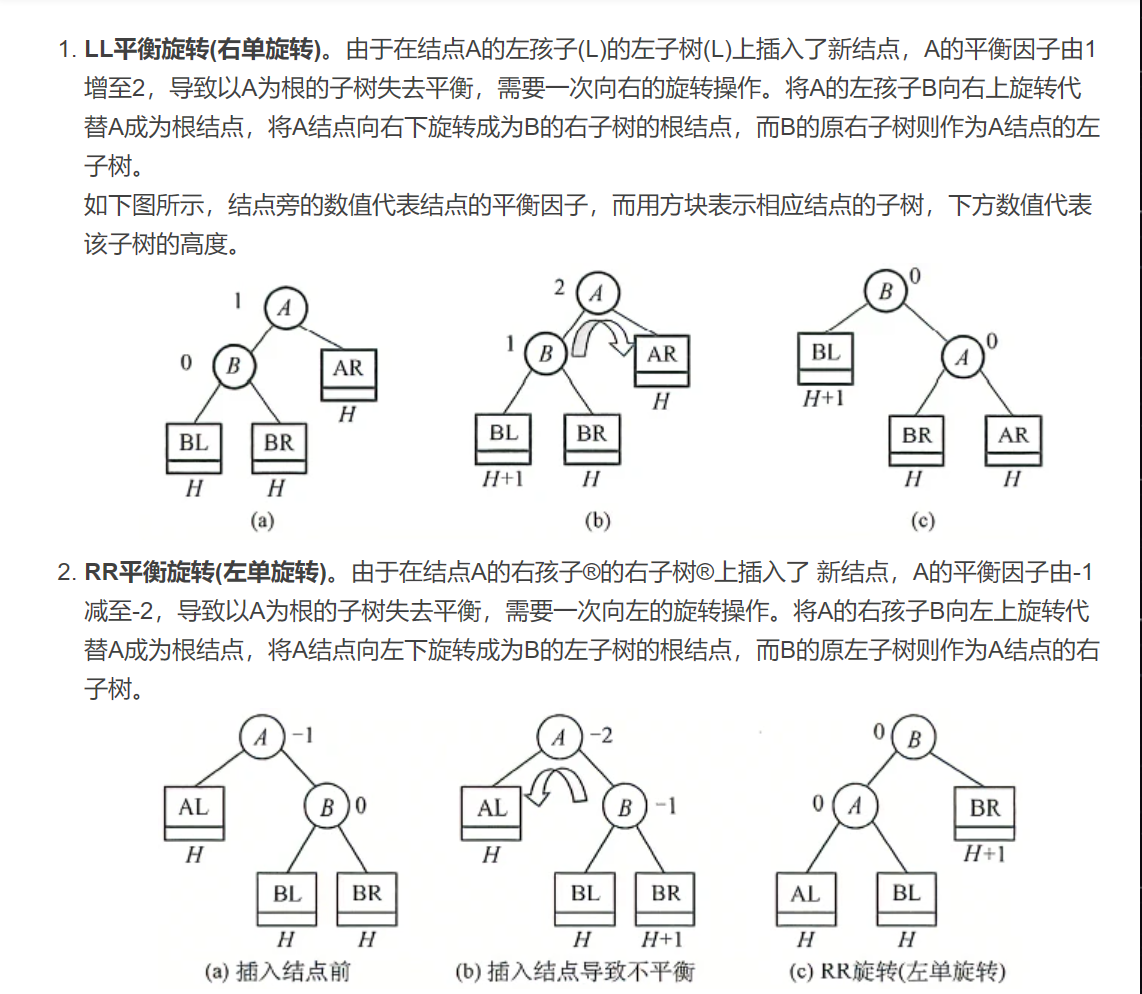 1. LL平衡旋转(右单旋转)。由于在结点A的左孩子(L)的左子树(L)上插入了新结点，A的平衡因子由1
增至2，导致以A为根的子树失去平衡，需要一次向右的旋转操作。将A的左孩子B向右上旋转代
替A成为根结点，将A结点向右下旋转成为B的右子树的根结点，而B的原右子树则作为A结点的左
子树。
如下图所示，结点旁的数值代表结点的平衡因子，而用方块表示相应结点的子树，下方数值代表
该子树的高度。
1 A
0 B AR
H
BL BR
H H
(a)
2 A
1 B AR
H
BL BR
H+1 H
(b)
B 0
BL A 0
H+1
BR AR
H H
(c)
2. RR平衡旋转(左单旋转)。由于在结点A的右孩子®的右子树®上插入了 新结点，A的平衡因子由-1
减至-2，导致以A为根的子树失去平衡，需要一次向左的旋转操作。将A的右孩子B向左上旋转代
替A成为根结点，将A结点向左下旋转成为B的左子树的根结点，而B的原左子树则作为A结点的右
子树。
A −1
AL B 0
H
BL BR
H H
(a) 插入结点前
A −2
AL B −1
H
BL BR
H H+1
(b) 插入结点导致不平衡
0 B
0 A BR
H+1
AL BL
H H
(c) RR旋转(左单旋转)